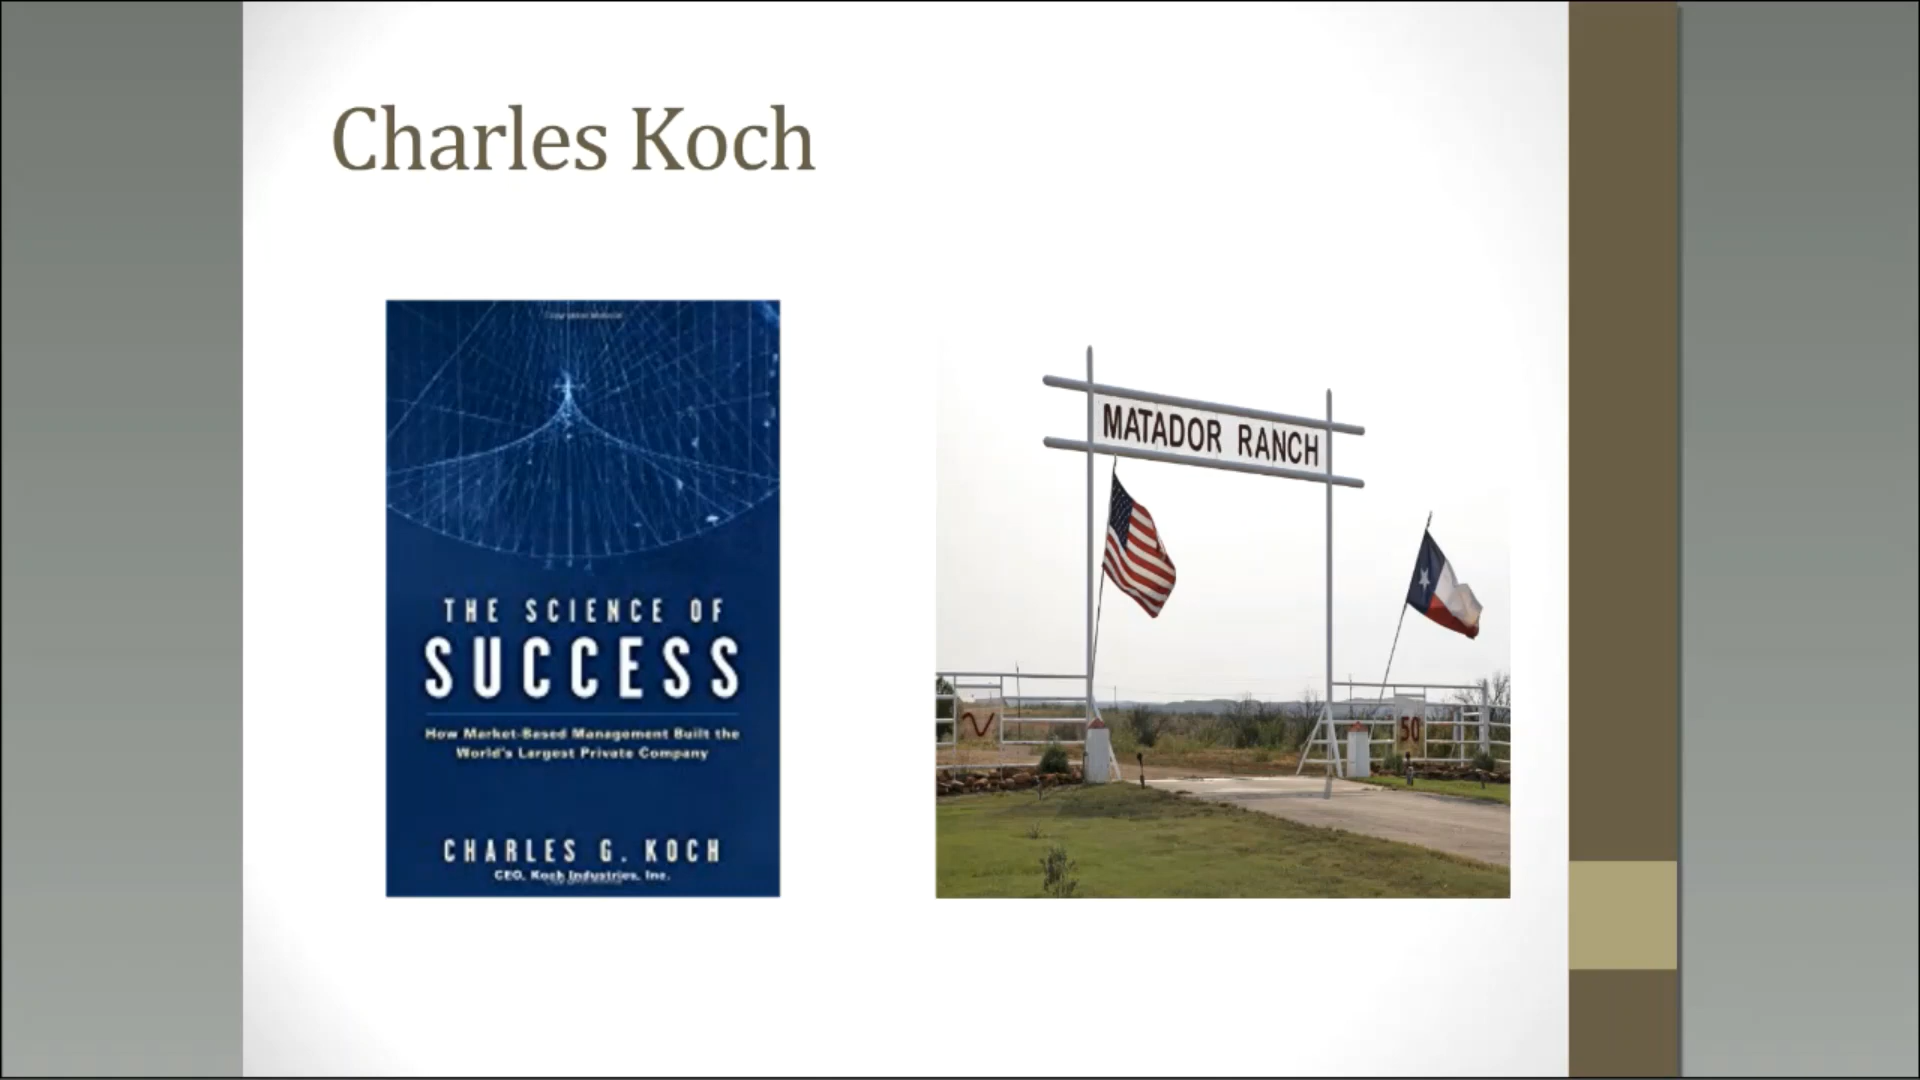 Charles Koch
THE SCIENCE OF
SUCCESS
How Market-Based Management Built the
World's Largest Private Company
CHARLES G. KOCH
CEO, Koch Industries, Inc.
MATADOR RANCH
50